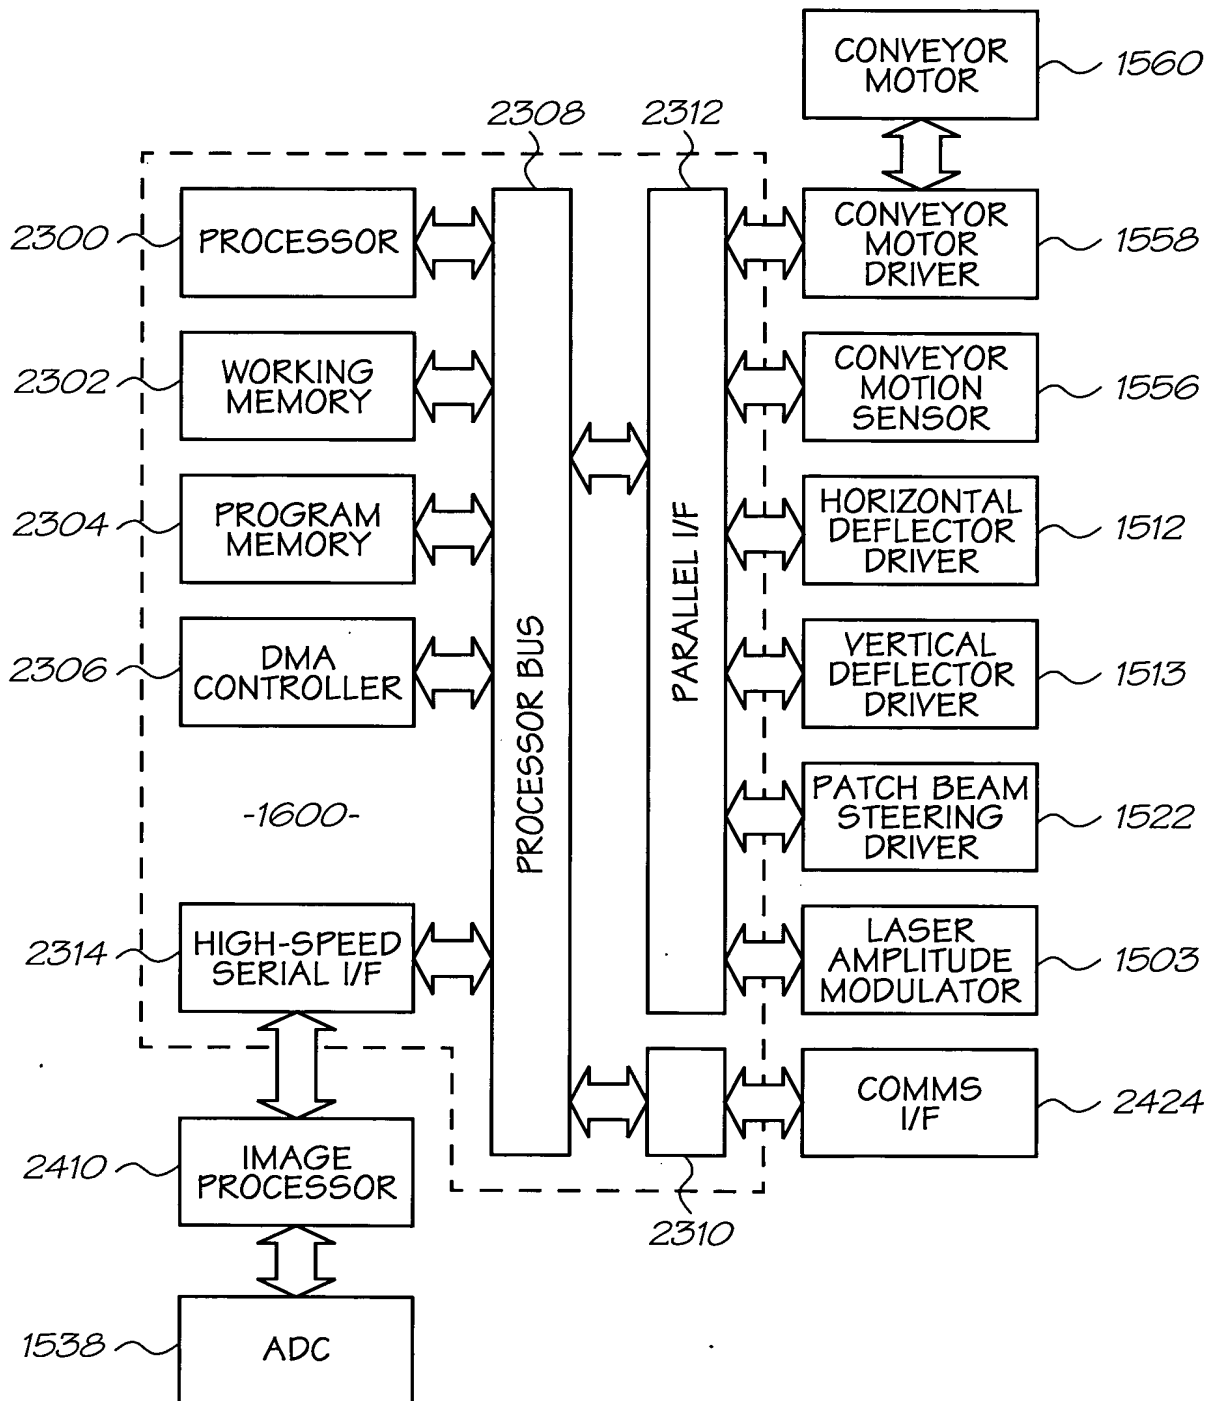 CONVEYOR
MOTOR
1560
2308
2312
2300
PROCESSOR
CONVEYOR
MOTOR
DRIVER
1558
2302
WORKING
MEMORY
CONVEYOR
MOTION
SENSOR
1556
2304
PROGRAM
MEMORY
HORIZONTAL
DEFLECTOR
DRIVER
1512
2306
DMA
CONTROLLER
PROCESSOR BUS
PARALLEL I/F
VERTICAL
DEFLECTOR
DRIVER
1513
-1600-
PATCH BEAM
STEERING
DRIVER
1522
2314
HIGH-SPEED
SERIAL I/F
LASER
AMPLITUDE
MODULATOR
1503
COMMS
I/F
2424
2410
IMAGE
PROCESSOR
2310
1538
ADC